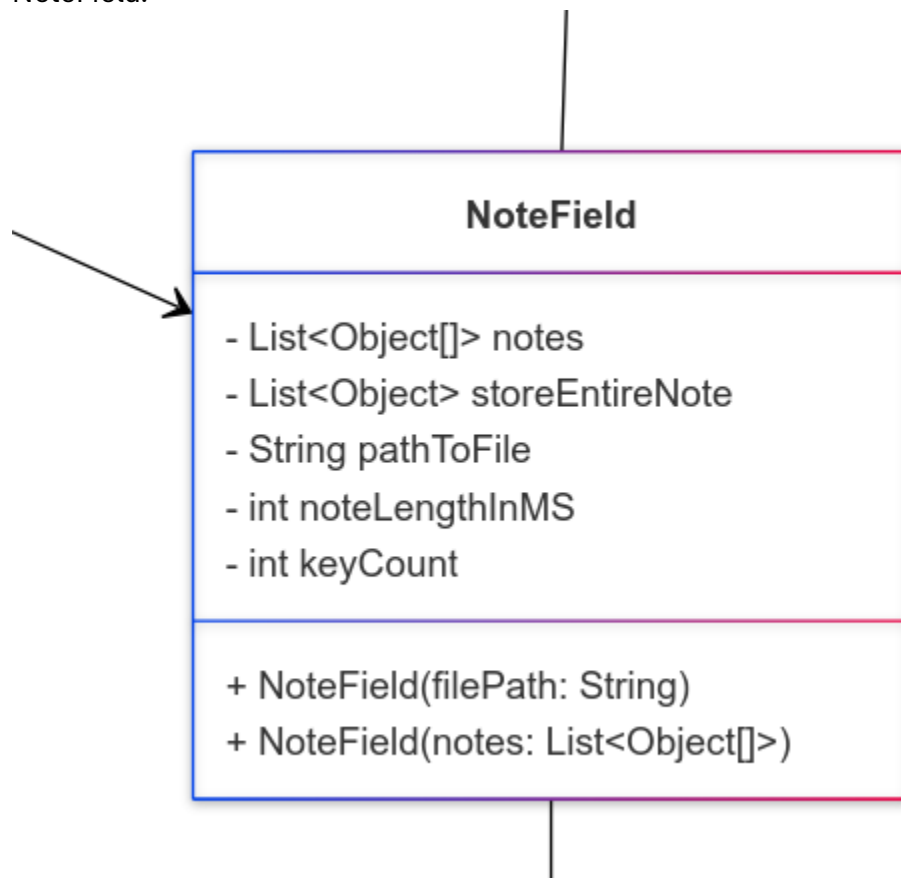 NoteField
- List<Object[]> notes
- List<Object> storeEntireNote
- String pathToFile
- int noteLengthInMS
- int keyCount
+ NoteField(filePath: String)
+ NoteField(notes: List<Object[]>)